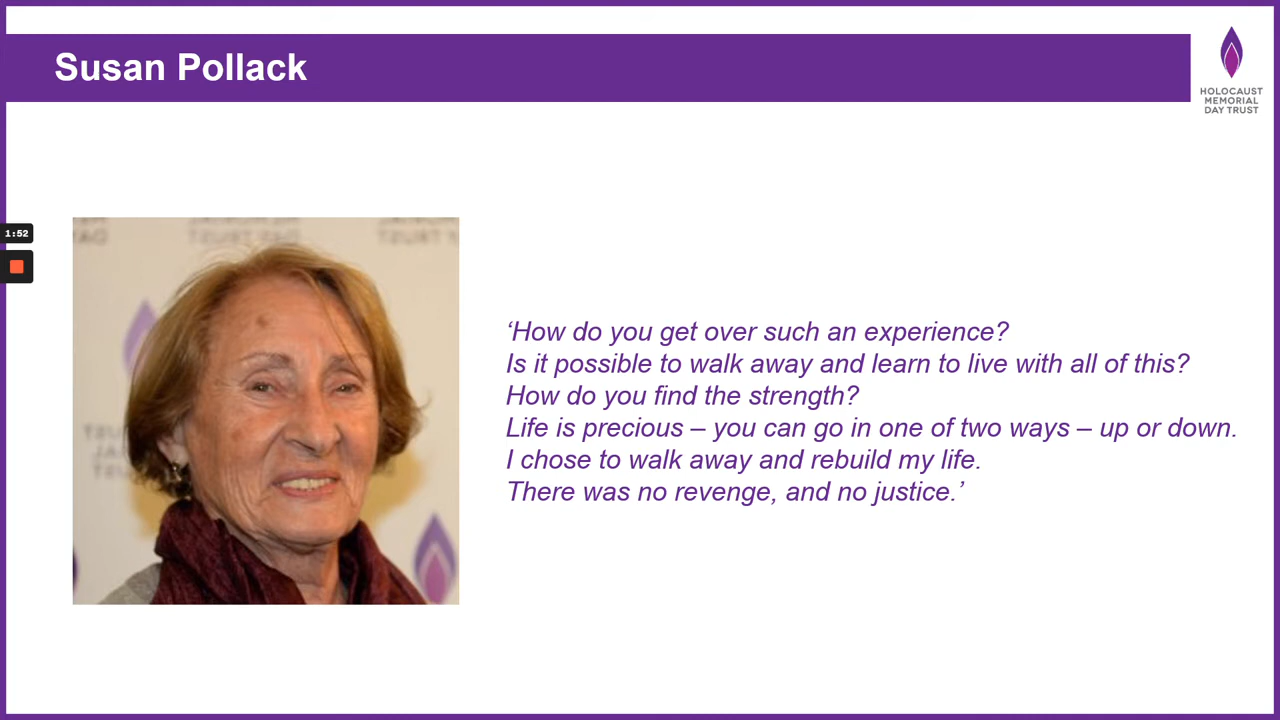 Susan Pollack
HOLOCAUST
MEMORIAL
DAY TRUST
1:52
‘How do you get over such an experience?
Is it possible to walk away and learn to live with all of this?
How do you find the strength?
Life is precious – you can go in one of two ways – up or down.
I chose to walk away and rebuild my life.
There was no revenge, and no justice.’